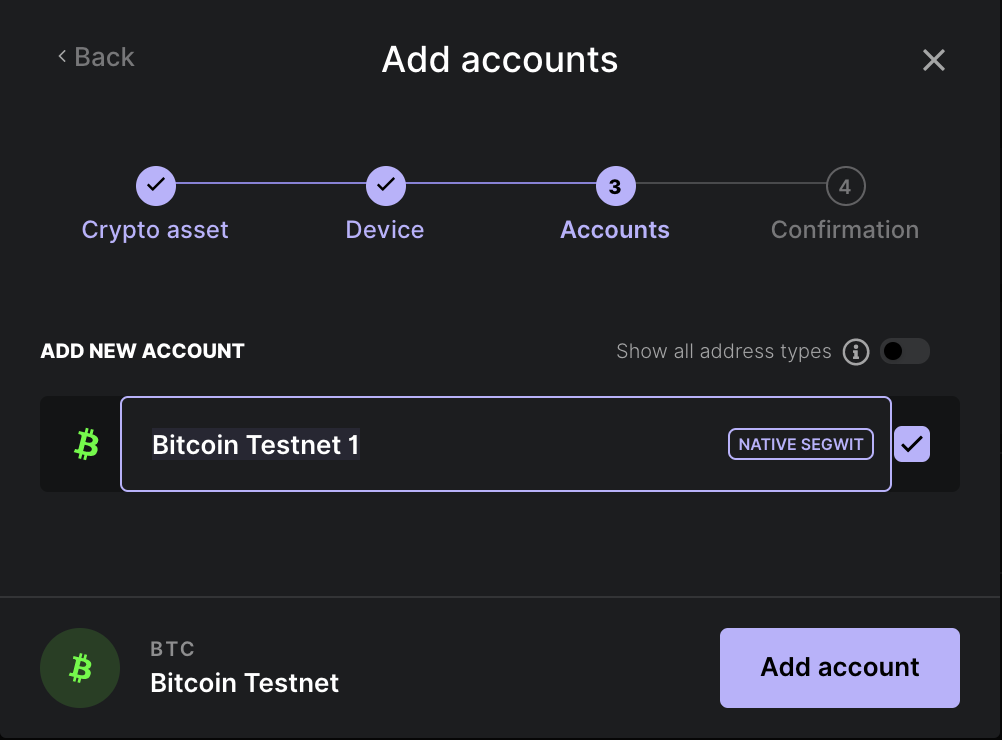 Back
Add accounts
3
4
Crypto asset
Device
Accounts
Confirmation
ADD NEW ACCOUNT
Show all address types
Bitcoin Testnet 1
NATIVE SEGWIT
BTC
Bitcoin Testnet
Add account